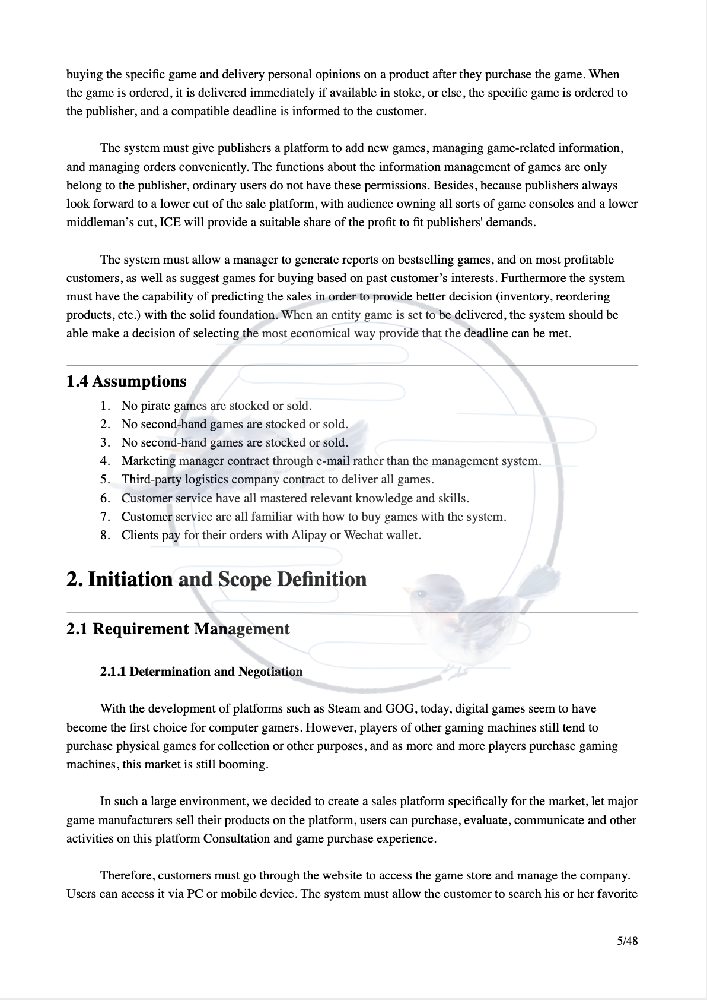 buying the specific game and delivery personal opinions on a product after they purchase the game. When
the game is ordered, it is delivered immediately if available in stoke, or else, the specific game is ordered to
the publisher, and a compatible deadline is informed to the customer.
The system must give publishers a platform to add new games, managing game-related information,
and managing orders conveniently. The functions about the information management of games are only
belong to the publisher, ordinary users do not have these permissions. Besides, because publishers always
look forward to a lower cut of the sale platform, with audience owning all sorts of game consoles and a lower
middleman’s cut, ICE will provide a suitable share of the profit to fit publishers' demands.
The system must allow a manager to generate reports on bestselling games, and on most profitable
customers, as well as suggest games for buying based on past customer’s interests. Furthermore the system
must have the capability of predicting the sales in order to provide better decision (inventory, reordering
products, etc.) with the solid foundation. When an entity game is set to be delivered, the system should be
able make a decision of selecting the most economical way provide that the deadline can be met.
1.4 Assumptions
1. No pirate games are stocked or sold.
2. No second-hand games are stocked or sold.
3. No second-hand games are stocked or sold.
4. Marketing manager contract through e-mail rather than the management system.
5. Third-party logistics company contract to deliver all games.
6. Customer service have all mastered relevant knowledge and skills.
7. Customer service are all familiar with how to buy games with the system.
8. Clients pay for their orders with Alipay or Wechat wallet.
2. Initiation and Scope Definition
2.1 Requirement Management
2.1.1 Determination and Negotiation
With the development of platforms such as Steam and GOG, today, digital games seem to have
become the first choice for computer gamers. However, players of other gaming machines still tend to
purchase physical games for collection or other purposes, and as more and more players purchase gaming
machines, this market is still booming.
In such a large environment, we decided to create a sales platform specifically for the market, let major
game manufacturers sell their products on the platform, users can purchase, evaluate, communicate and other
activities on this platform Consultation and game purchase experience.
Therefore, customers must go through the website to access the game store and manage the company.
Users can access it via PC or mobile device. The system must allow the customer to search his or her favorite
5/48